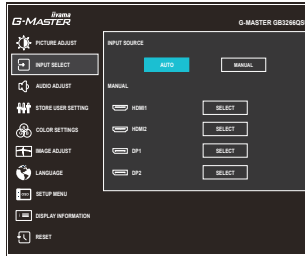 iiyama
G-MASTER
G-MASTER GB3266QS
PICTURE ADJUST
INPUT SELECT
AUDIO ADJUST
STORE USER SETTING
COLOR SETTINGS
IMAGE ADJUST
LANGUAGE
SETUP MENU
DISPLAY INFORMATION
RESET
INPUT SOURCE
AUTO
MANUAL
MANUAL
HDMI1 SELECT
HDMI2 SELECT
DP1 SELECT
DP2 SELECT